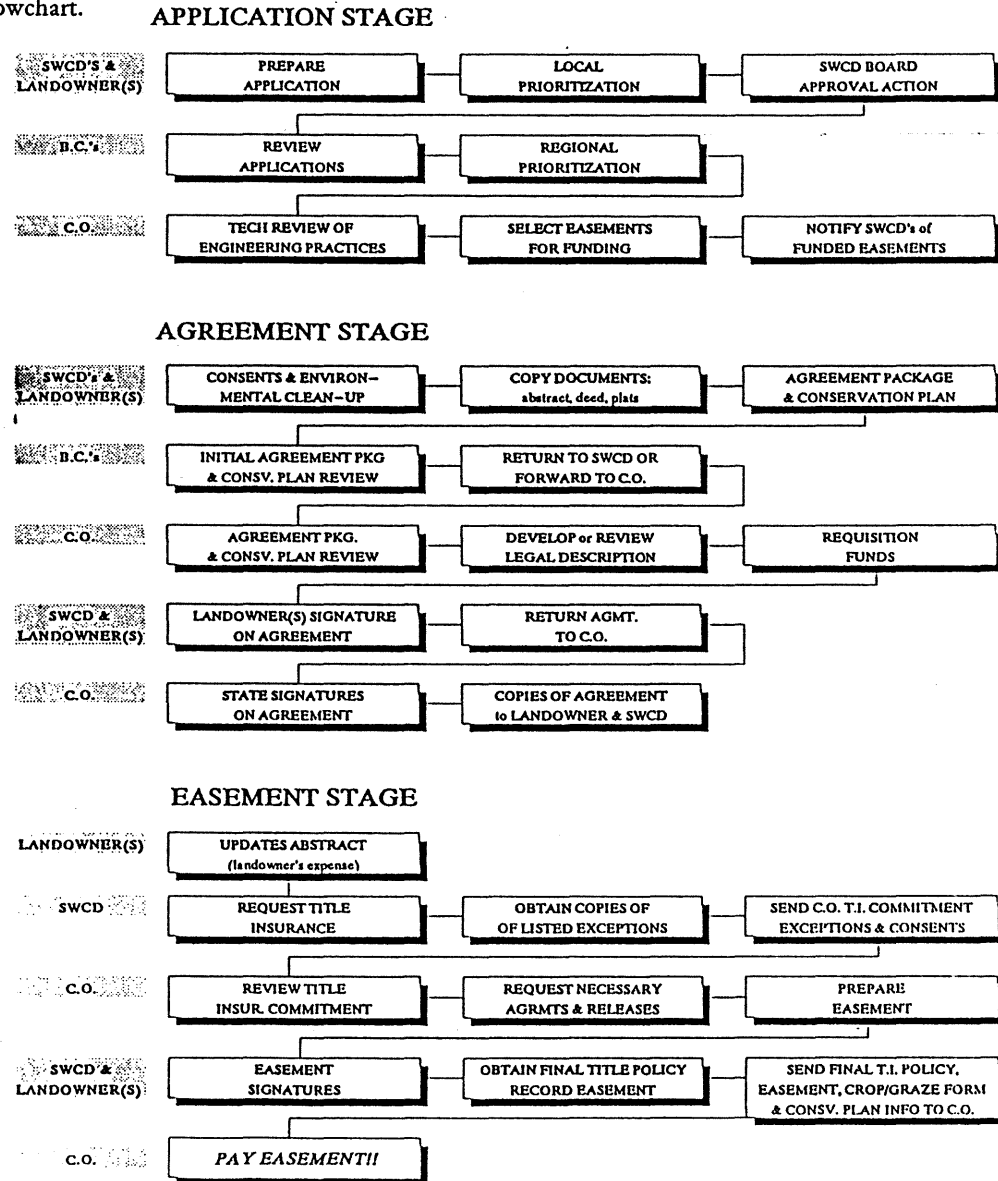 owchart.
APPLICATION STAGE
SWCD'S &
LANDOWNER(S)
PREPARE
APPLICATION
LOCAL
PRIORITIZATION
SWCD BOARD
APPROVAL ACTION
B.C.'s
REVIEW
APPLICATIONS
REGIONAL
PRIORITIZATION
C.O.
TECH REVIEW OF
ENGINEERING PRACTICES
SELECT EASEMENTS
FOR FUNDING
NOTIFY SWCD's of
FUNDED EASEMENTS
AGREEMENT STAGE
SWCD's &
LANDOWNER(S)
CONSENTS & ENVIRON-
MENTAL CLEAN-UP
COPY DOCUMENTS:
abstract, deed, plats
AGREEMENT PACKAGE
& CONSERVATION PLAN
B.C.'s
INITIAL AGREEMENT PKG
& CONSV. PLAN REVIEW
RETURN TO SWCD OR
FORWARD TO C.O.
C.O.
AGREEMENT PKG.
& CONSV. PLAN REVIEW
DEVELOP or REVIEW
LEGAL DESCRIPTION
REQUISITION
FUNDS
SWCD &
LANDOWNER(S)
LANDOWNER(S) SIGNATURE
ON AGREEMENT
RETURN AGMT.
TO C.O.
C.O.
STATE SIGNATURES
ON AGREEMENT
COPIES OF AGREEMENT
to LANDOWNER & SWCD
EASEMENT STAGE
LANDOWNER(S)
UPDATES ABSTRACT
(landowner's expense)
SWCD
REQUEST TITLE
INSURANCE
OBTAIN COPIES OF
OF LISTED EXCEPTIONS
SEND C.O. T.I. COMMITMENT
EXCEPTIONS & CONSENTS
C.O.
REVIEW TITLE
INSUR. COMMITMENT
REQUEST NECESSARY
AGRMTS & RELEASES
PREPARE
EASEMENT
SWCD &
LANDOWNER(S)
EASEMENT
SIGNATURES
OBTAIN FINAL TITLE POLICY
RECORD EASEMENT
SEND FINAL T.I. POLICY,
EASEMENT, CROP/GRAZE FORM
& CONSV. PLAN INFO TO C.O.
C.O.
PAY EASEMENT!!